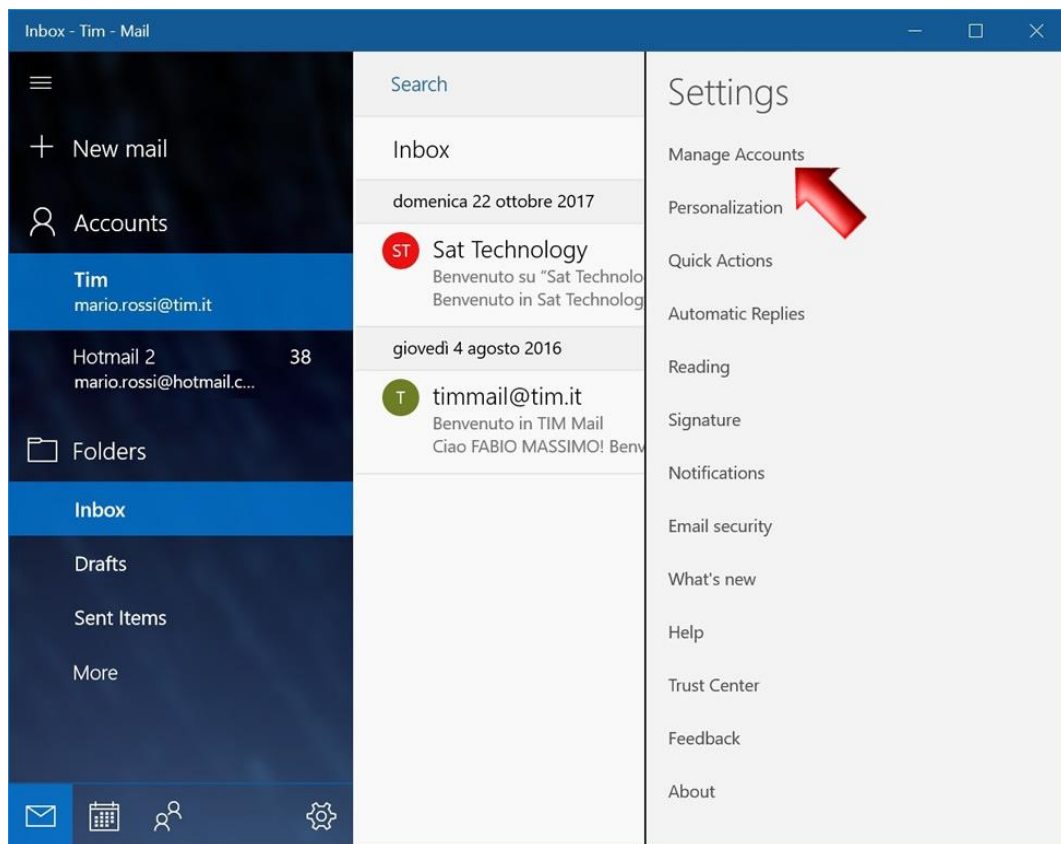 Inbox - Tim - Mail
New mail
Accounts
Tim
mario.rossi@tim.it
Hotmail 2 38
mario.rossi@hotmail.c...
Folders
Inbox
Drafts
Sent Items
More
Search
Inbox
domenica 22 ottobre 2017
ST
Sat Technology
Benvenuto su "Sat Technolo
Benvenuto in Sat Technolog
giovedì 4 agosto 2016
T
timmail@tim.it
Benvenuto in TIM Mail
Ciao FABIO MASSIMO! Benv
Settings
Manage Accounts
Personalization
Quick Actions
Automatic Replies
Reading
Signature
Notifications
Email security
What's new
Help
Trust Center
Feedback
About